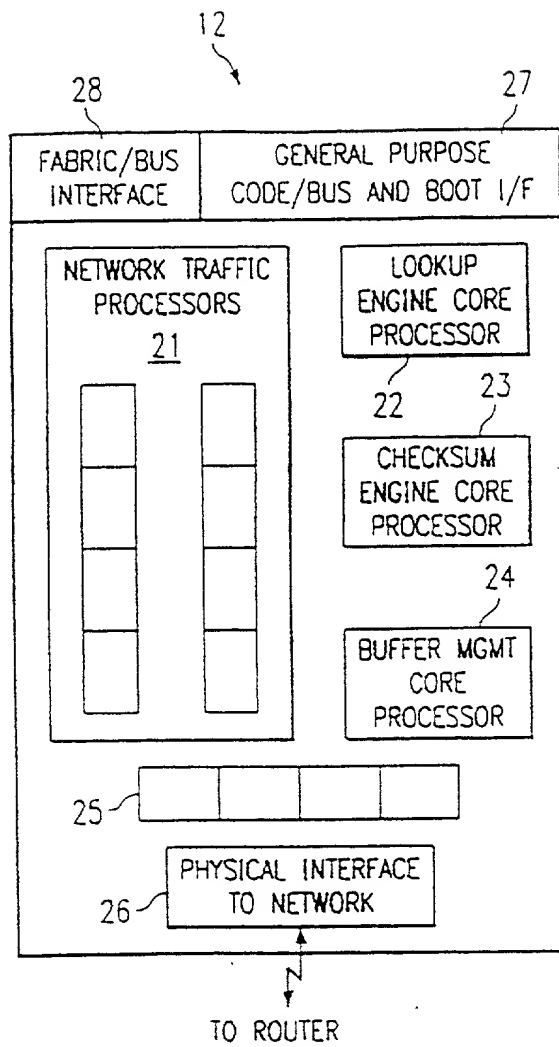 12
28
27
FABRIC/BUS
INTERFACE
GENERAL PURPOSE
CODE/BUS AND BOOT I/F
NETWORK TRAFFIC
PROCESSORS
21
LOOKUP
ENGINE CORE
PROCESSOR
22
23
CHECKSUM
ENGINE CORE
PROCESSOR
24
BUFFER MGMT
CORE
PROCESSOR
25
PHYSICAL INTERFACE
TO NETWORK
26
TO ROUTER